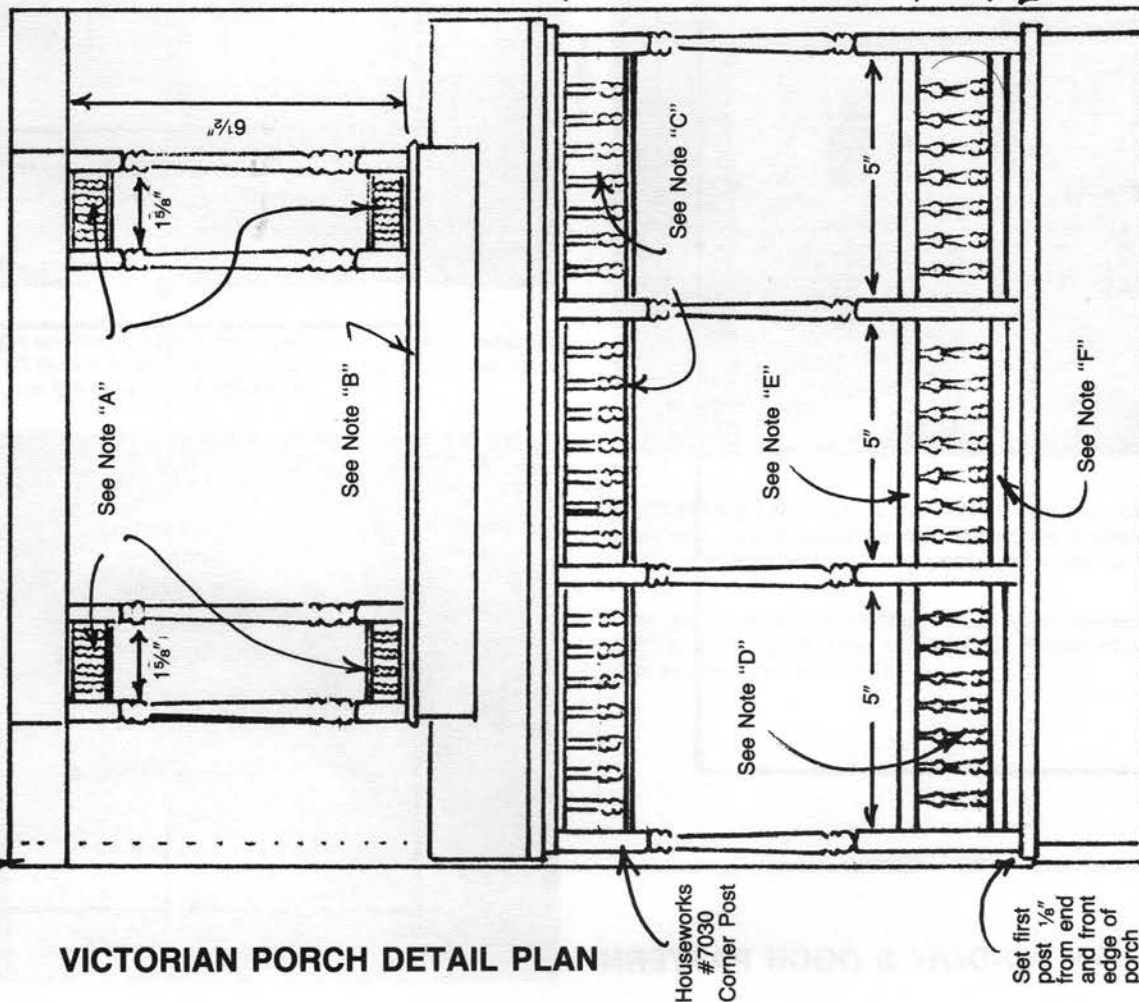 6½"
1⅝"
1⅝"
See Note "A"
See Note "B"
See Note "C"
5"
5"
5"
See Note "E"
See Note "D"
See Note "F"
Houseworks
#7030
Corner Post
Set first
post ⅛"
from end
and front
edge of
porch
VICTORIAN PORCH DETAIL PLAN